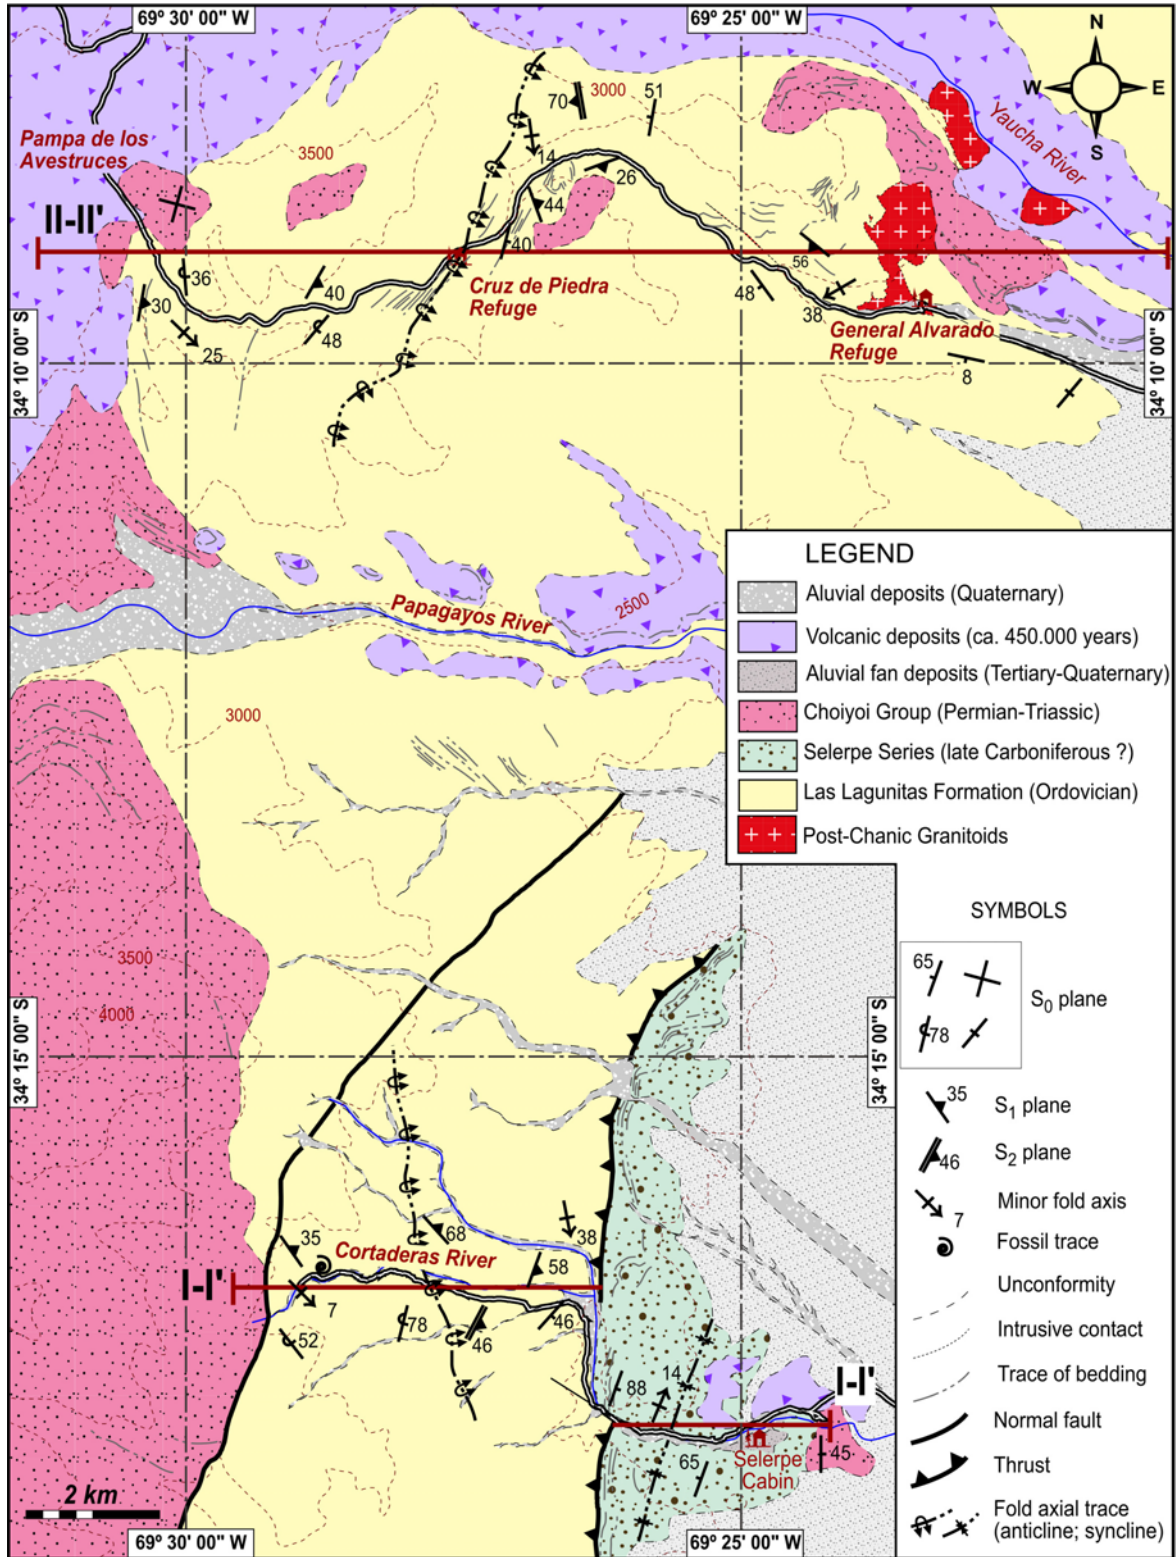 69º 30' 00'' W
69º 25' 00'' W
N
W
E
S
Pampa de los
Avestruces
3500
70
3000
51
14
26
44
40
Yaucha River
II-II'
36
30
25
40
48
Cruz de Piedra
Refuge
56
48
38
General Alvarado
Refuge
8
34º 10' 00'' S
34º 10' 00'' S
Papagayos River
2500
3000
3500
4000
LEGEND
Aluvial deposits (Quaternary)
Volcanic deposits (ca. 450.000 years)
Aluvial fan deposits (Tertiary-Quaternary)
Choiyoi Group (Permian-Triassic)
Selerpe Series (late Carboniferous ?)
Las Lagunitas Formation (Ordovician)
Post-Chanic Granitoids
SYMBOLS
65
78
S0 plane
35
S1 plane
46
S2 plane
7
Minor fold axis
Fossil trace
Unconformity
Intrusive contact
Trace of bedding
Normal fault
Thrust
Fold axial trace
(anticline; syncline)
34º 15' 00'' S
34º 15' 00'' S
35
68
38
Cortaderas River
58
I-I'
7
52
78
46
46
88
14
I-I'
65
Selerpe
Cabin
45
2 km
69º 30' 00'' W
69º 25' 00'' W